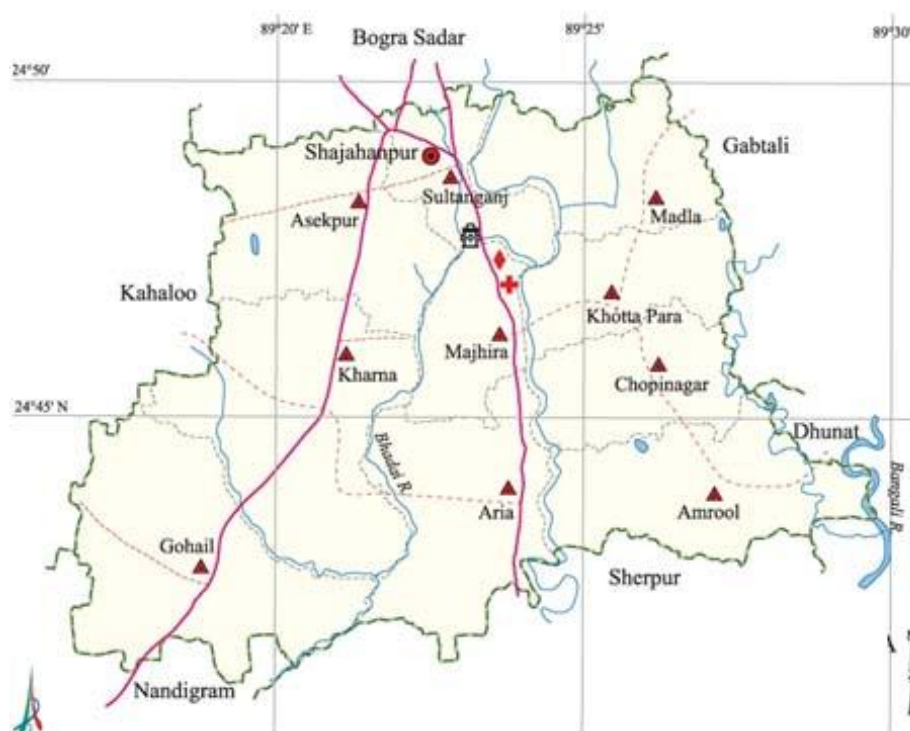 89°20' E
89°25'
89°30'
Bogra Sadar
24°50'
Shajahanpur
Gabtali
Sultanganj
Asekpur
Madla
Kahaloo
Khotta Para
Majhira
Kharna
Chopinagar
24°45' N
Dhunat
Bhadai R.
Bangali R
Aria
Amrool
Gohail
Sherpur
Nandigram